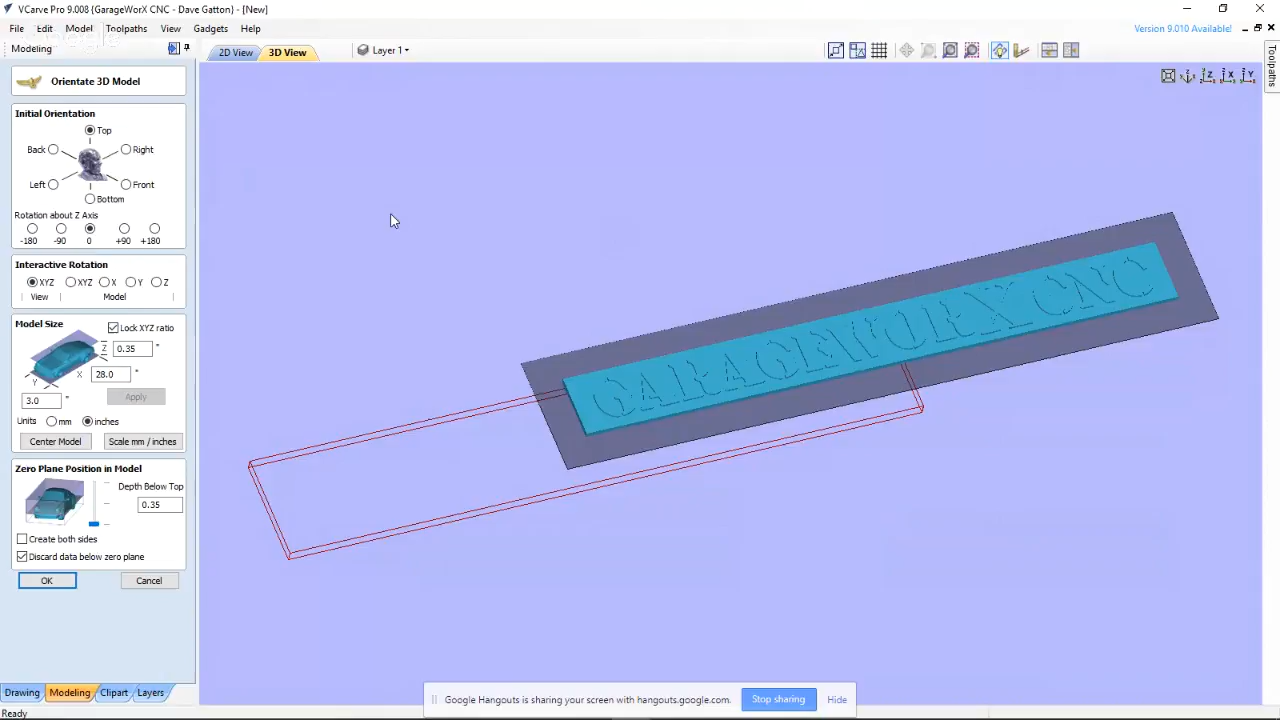 VCarve Pro 9.008 {GarageWorX CNC - Dave Gatton} - [New]
File Edit Model Toolpaths View Gadgets Help
Version 9.010 Available!
Modeling
2D View 3D View Layer 1
Toolpaths
Z X Y
Orientate 3D Model
Initial Orientation
Top
Back Right
Left Front
Bottom
Rotation about Z Axis
-180 -90 0 +90 +180
Interactive Rotation
XYZ XYZ X Y Z
View Model
Model Size
Lock XYZ ratio
Z 0.35 "
X 28.0 "
Y
3.0 " Apply
Units mm inches
Center Model Scale mm / inches
Zero Plane Position in Model
Depth Below Top
0.35
Create both sides
Discard data below zero plane
OK Cancel
GARAGEWORX CNC
Drawing Modeling Clipart Layers
Google Hangouts is sharing your screen with hangouts.google.com. Stop sharing Hide
Ready